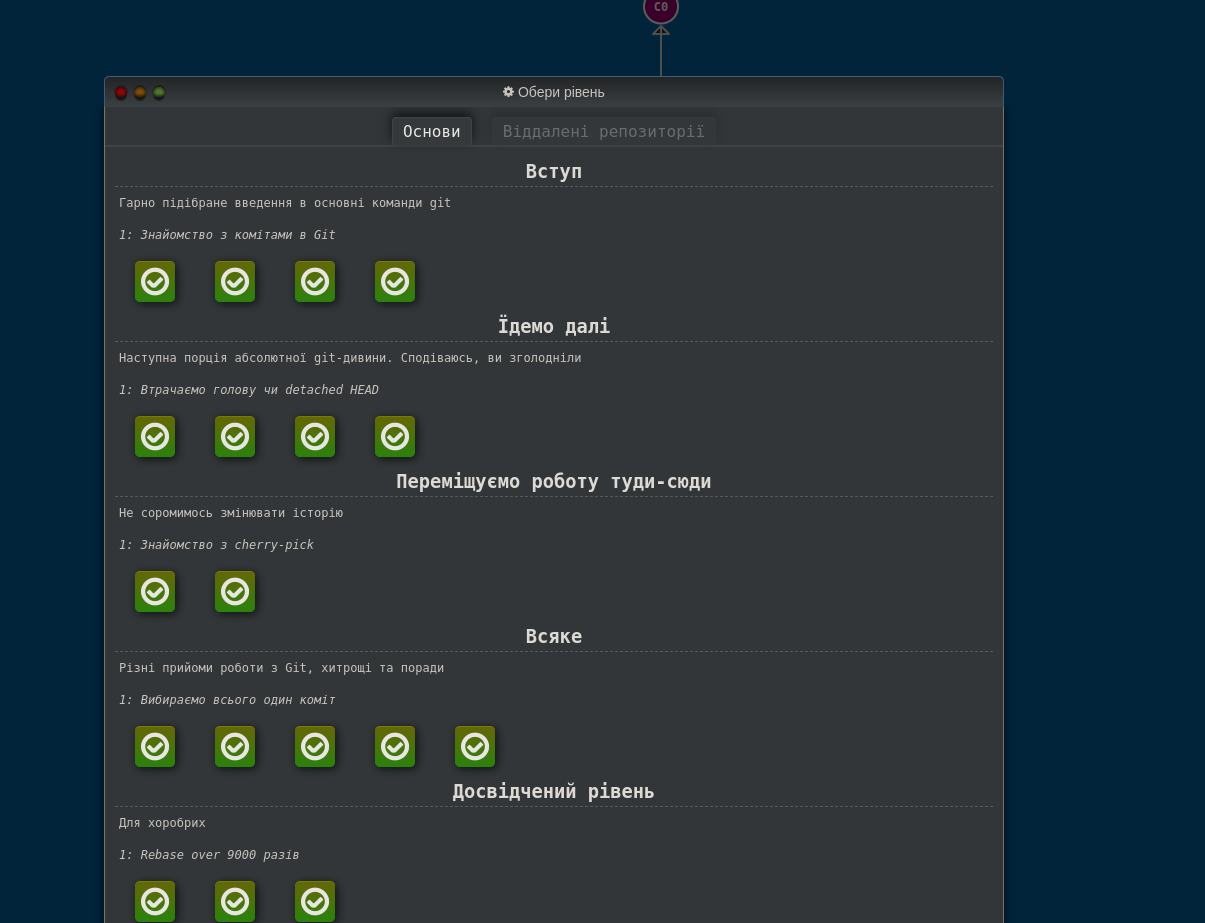 C0
Обери рівень
Основи Віддалені репозиторії
Вступ
Гарно підібране введення в основні команди git
1: Знайомство з комітами в Git
Їдемо далі
Наступна порція абсолютної git-дивини. Сподіваюсь, ви зголодніли
1: Втрачаємо голову чи detached HEAD
Переміщуємо роботу туди-сюди
Не соромимось змінювати історію
1: Знайомство з cherry-pick
Всяке
Різні прийоми роботи з Git, хитрощі та поради
1: Вибираємо всього один коміт
Досвідчений рівень
Для хоробрих
1: Rebase over 9000 разів